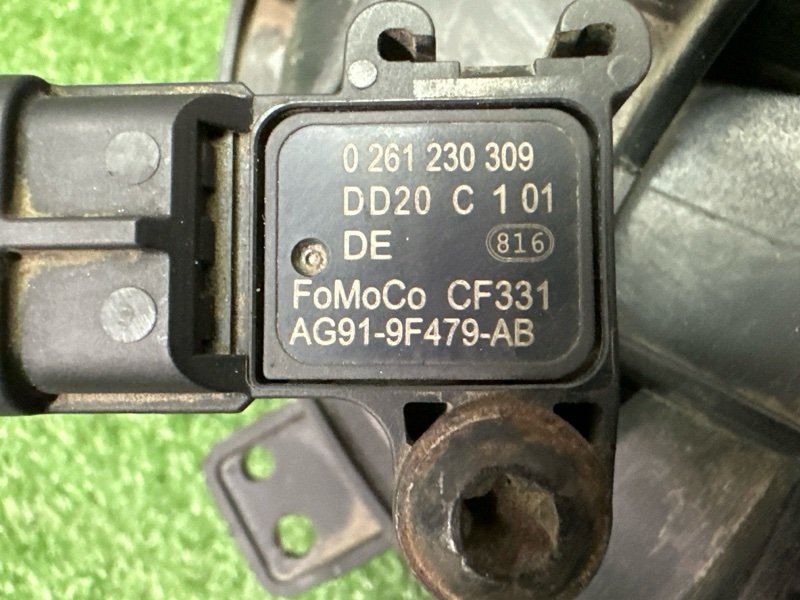 0 261 230 309
DD20 C 1 01
DE 816
FoMoCo CF331
AG91-9F479-AB